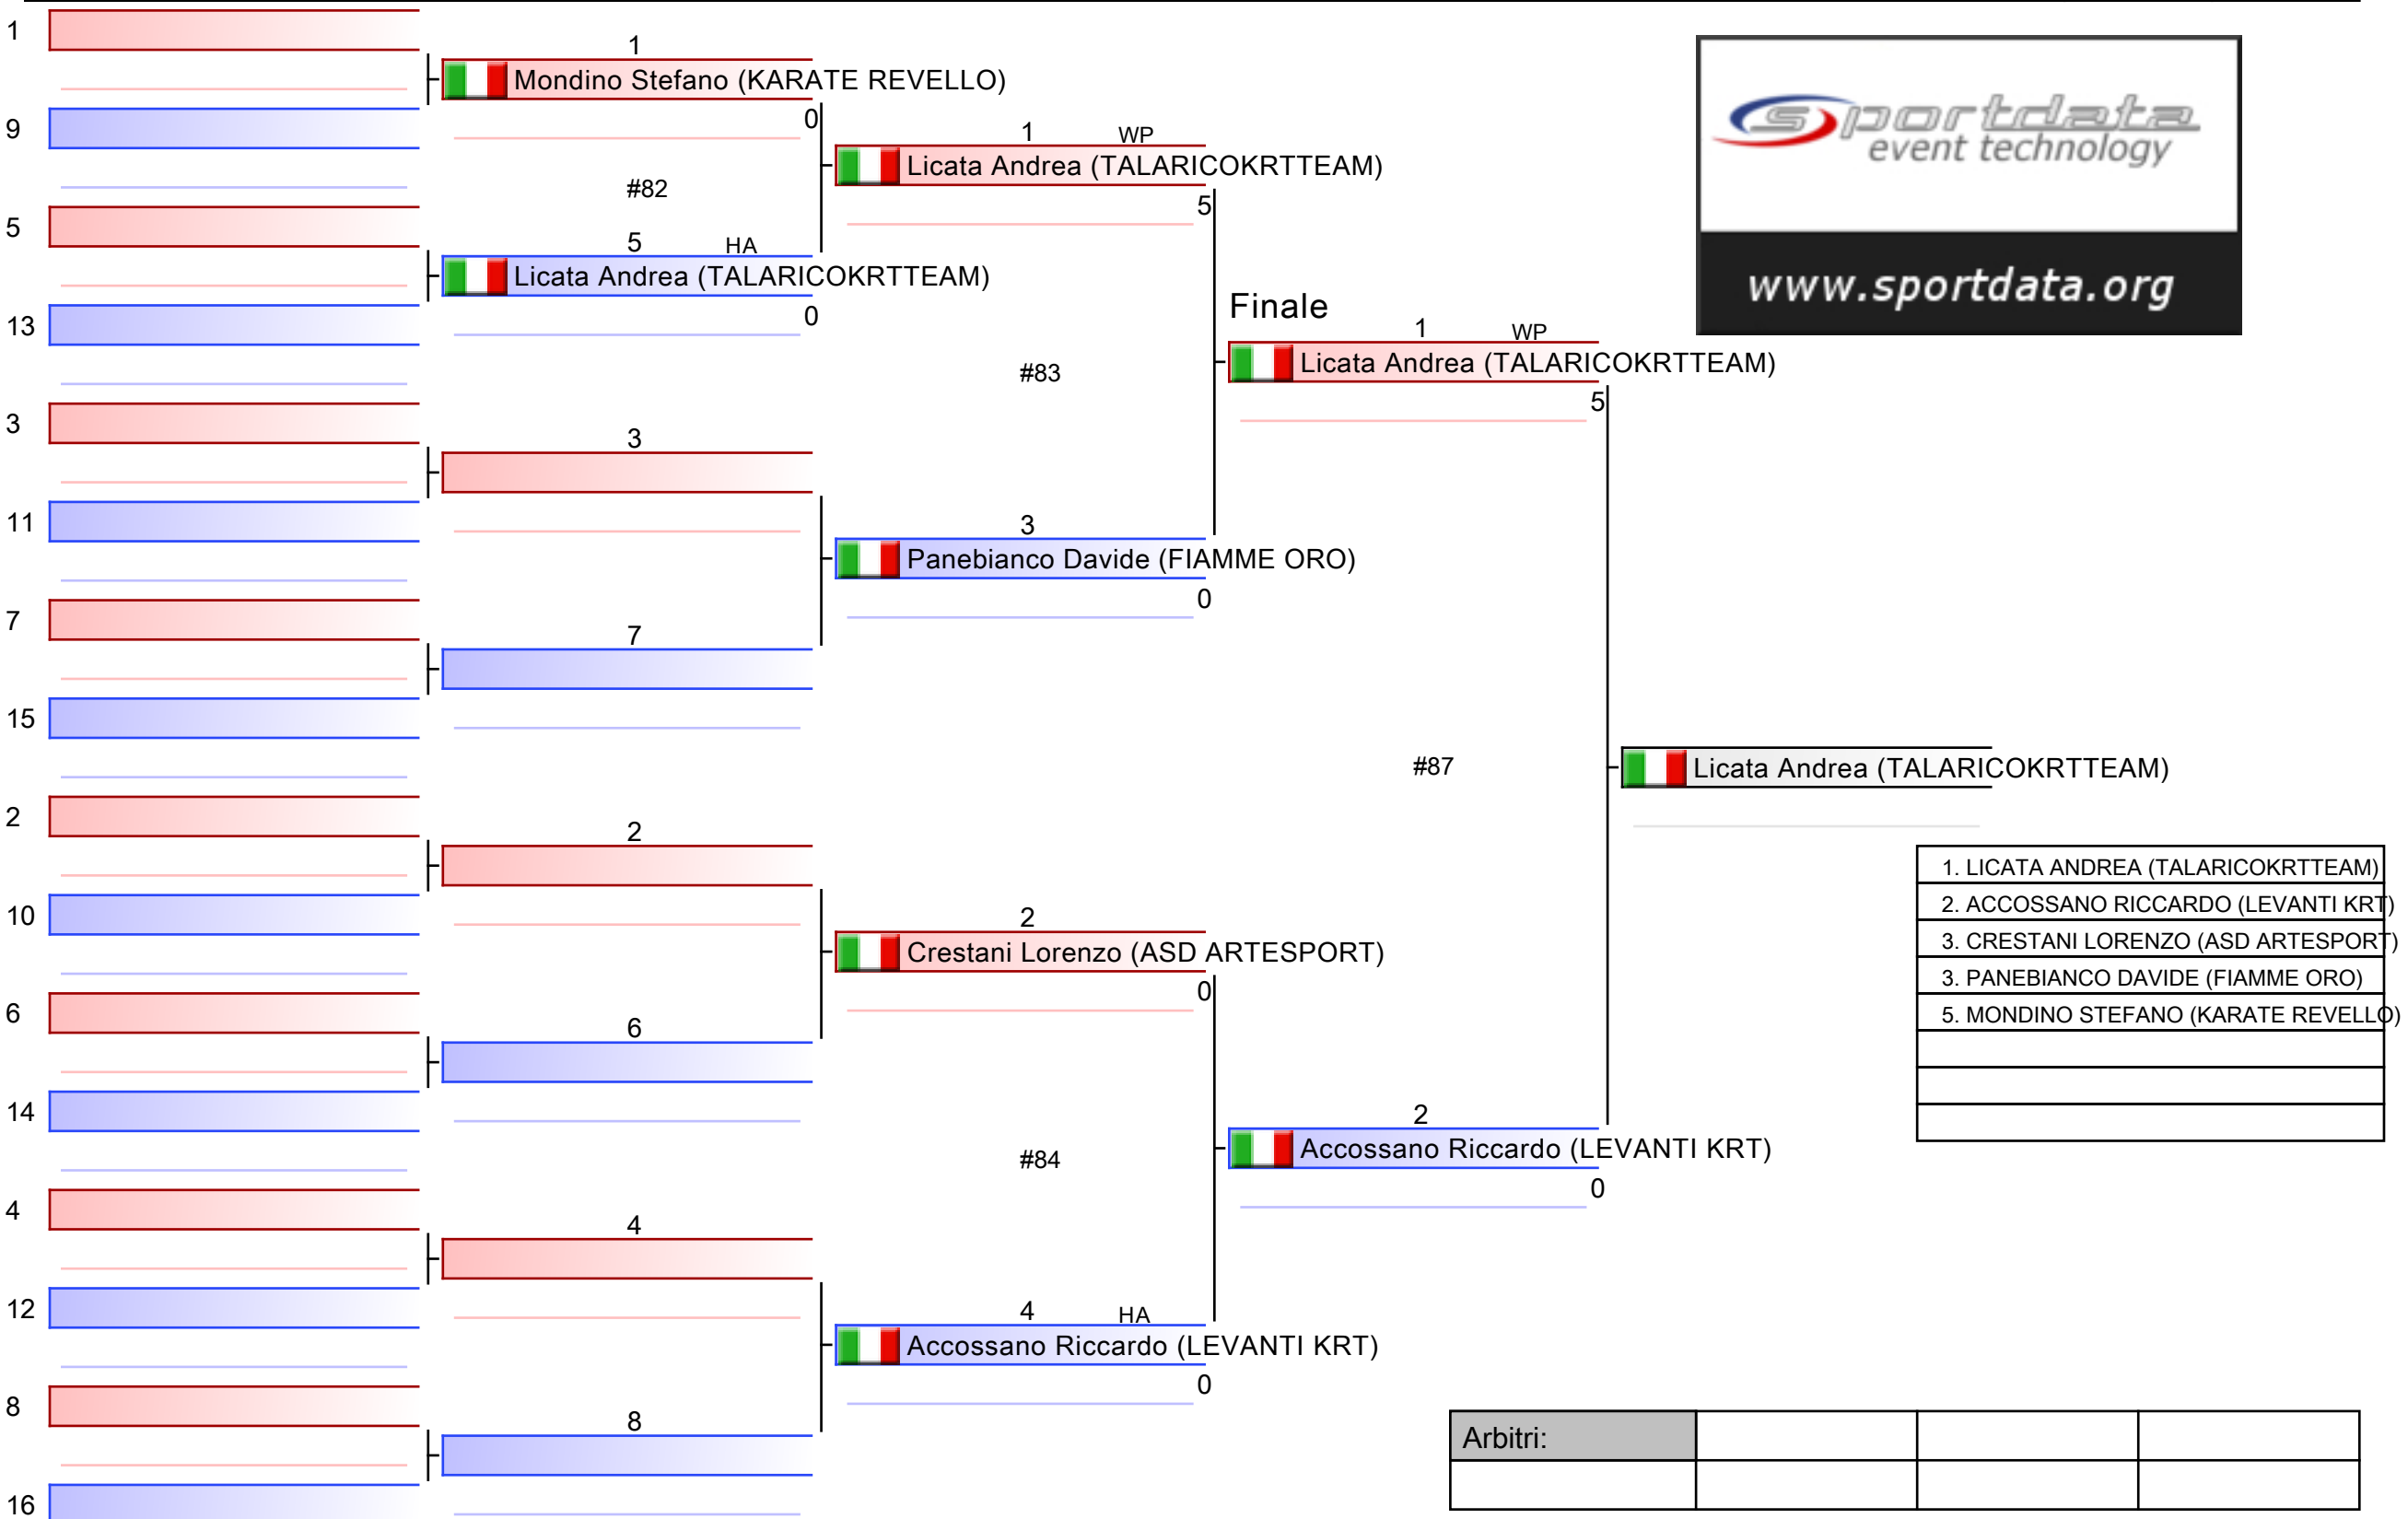 1
9
5
13
3
11
7
15
2
10
6
14
4
12
8
16
1
Mondino Stefano (KARATE REVELLO)
0
#82
5 HA
Licata Andrea (TALARICOKRTTEAM)
0
3
7
2
6
4
8
1 WP
Licata Andrea (TALARICOKRTTEAM)
5
#83
3
Panebianco Davide (FIAMME ORO)
0
2
Crestani Lorenzo (ASD ARTESPORT)
0
#84
4 HA
Accossano Riccardo (LEVANTI KRT)
0
Finale
1 WP
Licata Andrea (TALARICOKRTTEAM)
5
#87
2
Accossano Riccardo (LEVANTI KRT)
0
Licata Andrea (TALARICOKRTTEAM)
sportdata
event technology
www.sportdata.org
1. LICATA ANDREA (TALARICOKRTTEAM)
2. ACCOSSANO RICCARDO (LEVANTI KRT)
3. CRESTANI LORENZO (ASD ARTESPORT)
3. PANEBIANCO DAVIDE (FIAMME ORO)
5. MONDINO STEFANO (KARATE REVELLO)
Arbitri: